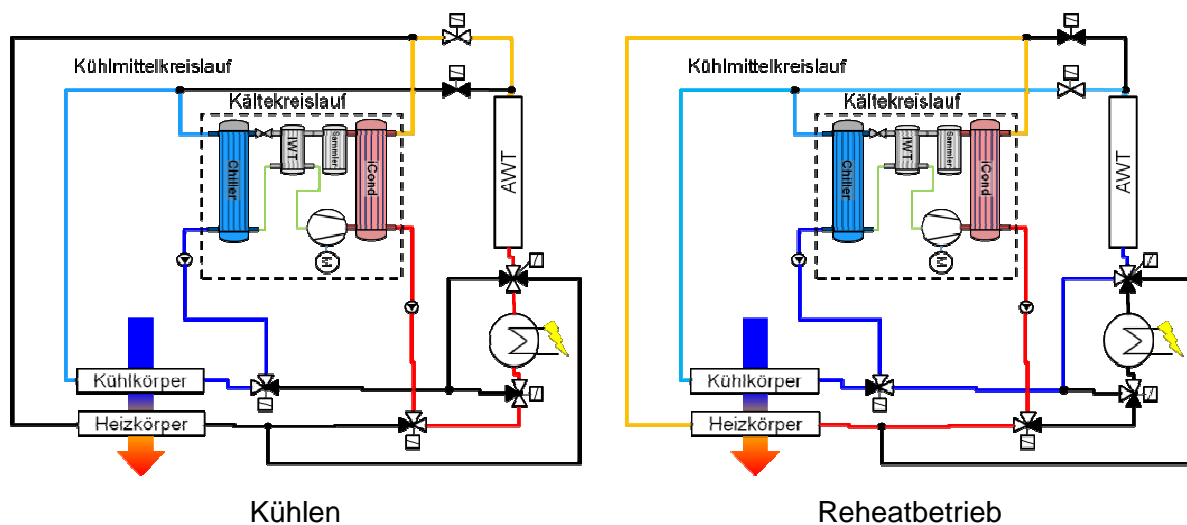 Kühlmittelkreislauf
Kältekreislauf
Chiller
IWT
Sammler
iCond
M
AWT
Kühlkörper
Heizkörper
Kühlen
Kühlmittelkreislauf
Kältekreislauf
Chiller
IWT
Sammler
iCond
M
AWT
Kühlkörper
Heizkörper
Reheatbetrieb